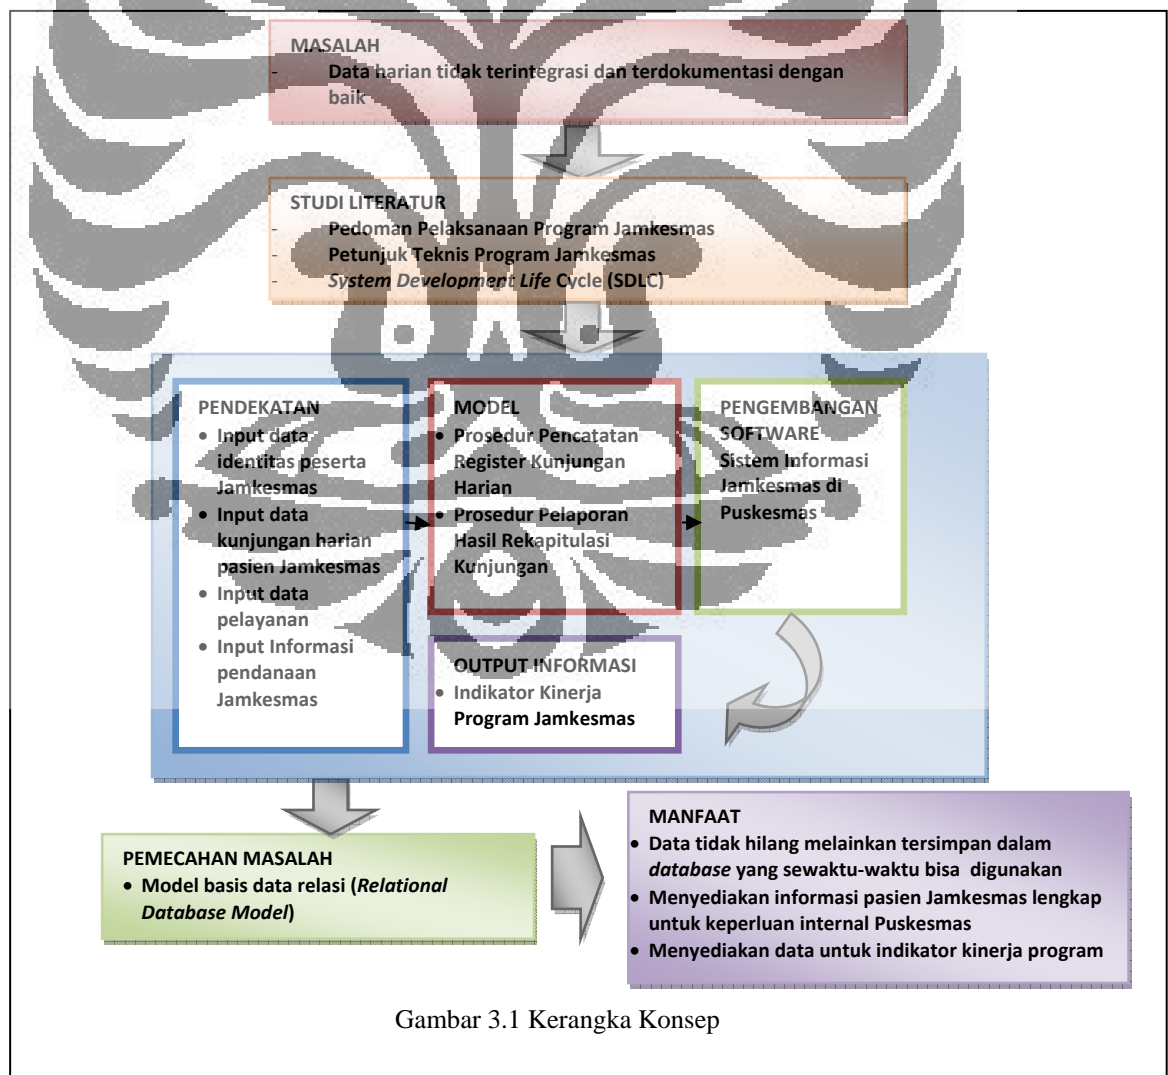 MASALAH
- Data harian tidak terintegrasi dan terdokumentasi dengan
baik
STUDI LITERATUR
- Pedoman Pelaksanaan Program Jamkesmas
- Petunjuk Teknis Program Jamkesmas
- System Development Life Cycle (SDLC)
PENDEKATAN
• Input data
identitas peserta
Jamkesmas
• Input data
kunjungan harian
pasien Jamkesmas
• Input data
pelayanan
• Input Informasi
pendanaan
Jamkesmas
MODEL
• Prosedur Pencatatan
Register Kunjungan
Harian
• Prosedur Pelaporan
Hasil Rekapitulasi
Kunjungan
PENGEMBANGAN
SOFTWARE
Sistem Informasi
Jamkesmas di
Puskesmas
OUTPUT INFORMASI
• Indikator Kinerja
Program Jamkesmas
PEMECAHAN MASALAH
• Model basis data relasi (Relational
Database Model)
MANFAAT
• Data tidak hilang melainkan tersimpan dalam
database yang sewaktu-waktu bisa digunakan
• Menyediakan informasi pasien Jamkesmas lengkap
untuk keperluan internal Puskesmas
• Menyediakan data untuk indikator kinerja program
Gambar 3.1 Kerangka Konsep